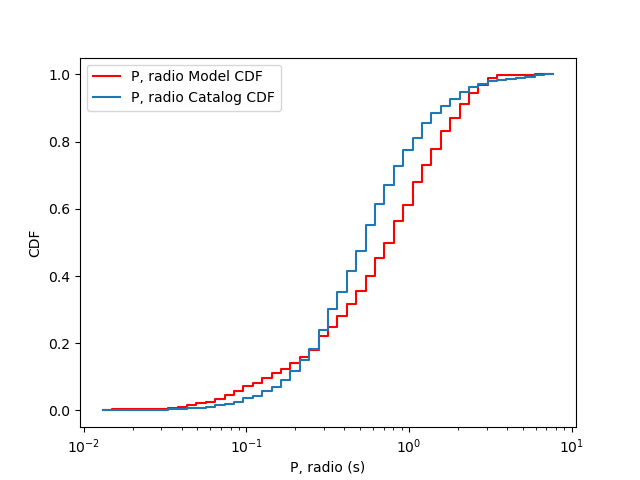 P, radio Model CDF
P, radio Catalog CDF
1.0
0.8
0.6
0.4
0.2
0.0
CDF
10⁻² 10⁻¹ 10⁰ 10¹
P, radio (s)